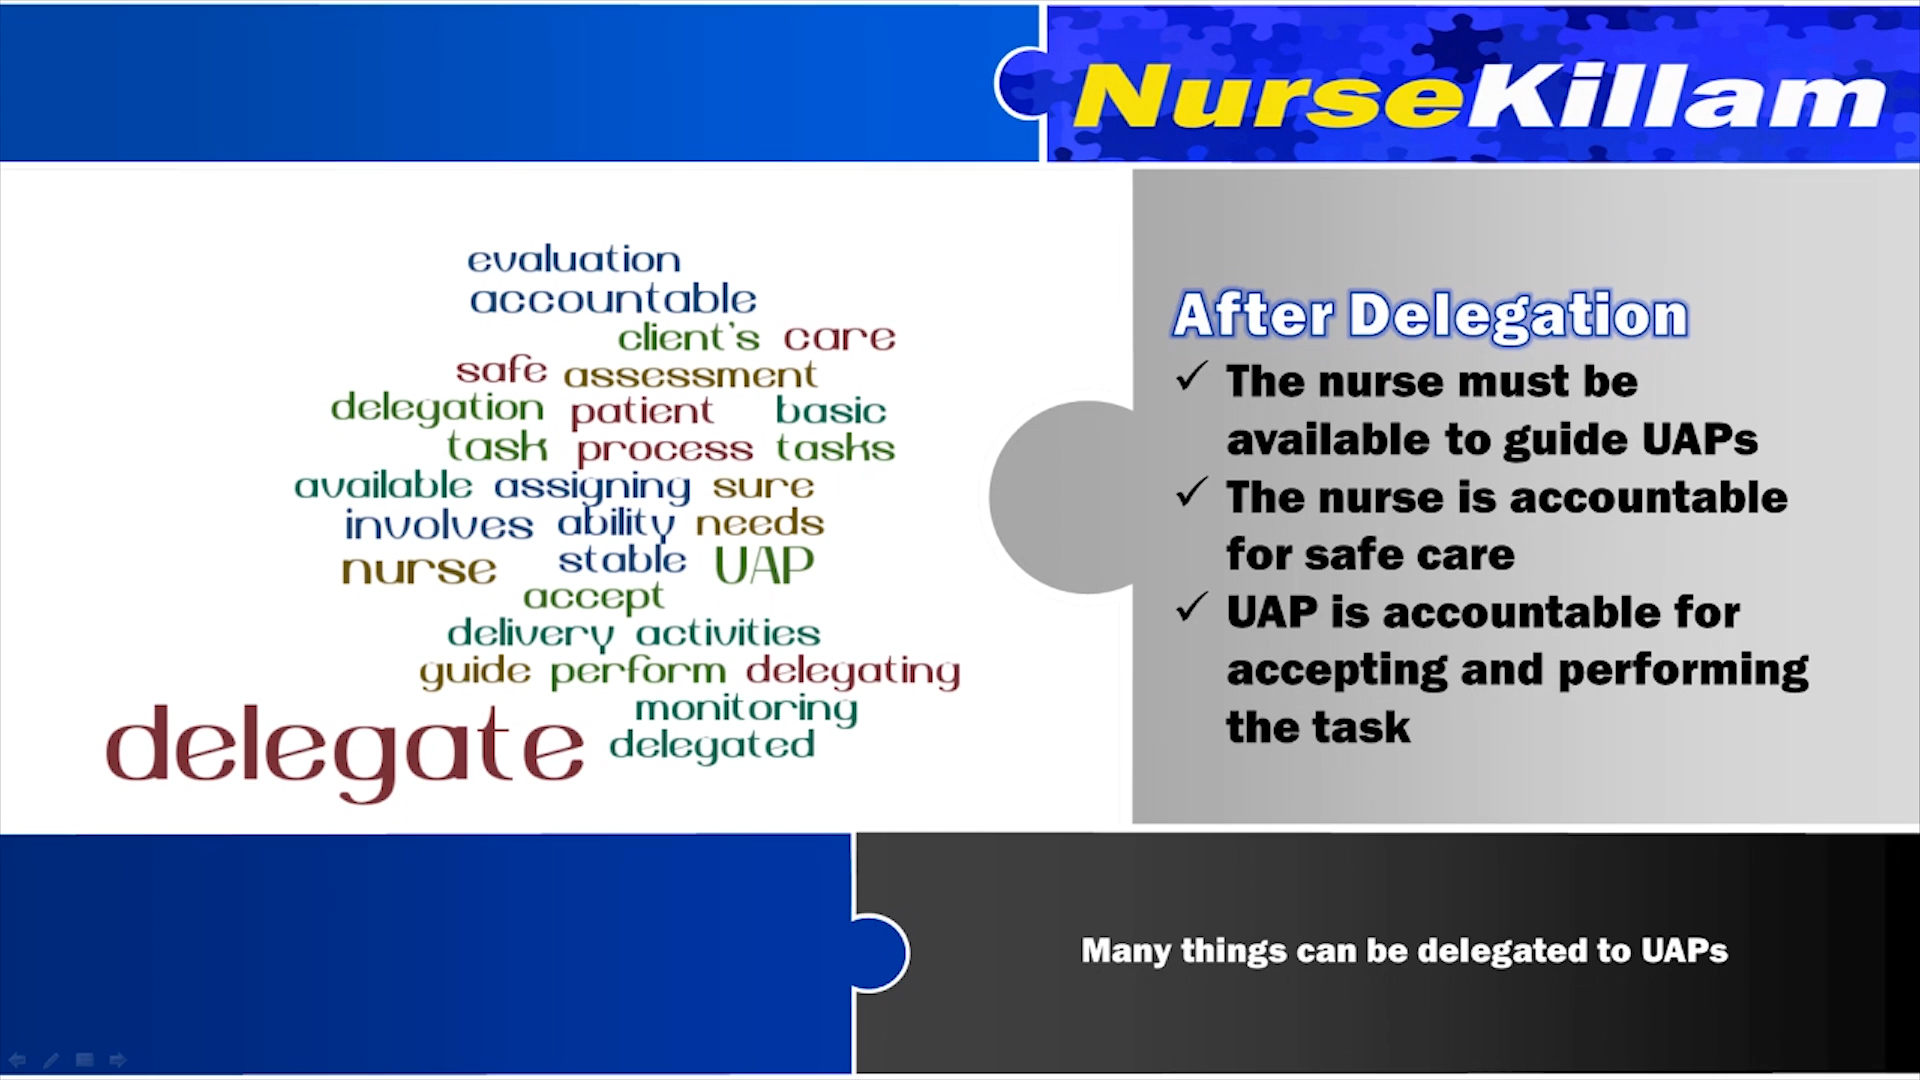 NurseKillam
evaluation
accountable
client's care
safe assessment
delegation patient basic
task process tasks
available assigning sure
involves ability needs
nurse stable UAP
accept
delivery activities
guide perform delegating
monitoring
delegate delegated
After Delegation
✓ The nurse must be
available to guide UAPs
✓ The nurse is accountable
for safe care
✓ UAP is accountable for
accepting and performing
the task
Many things can be delegated to UAPs